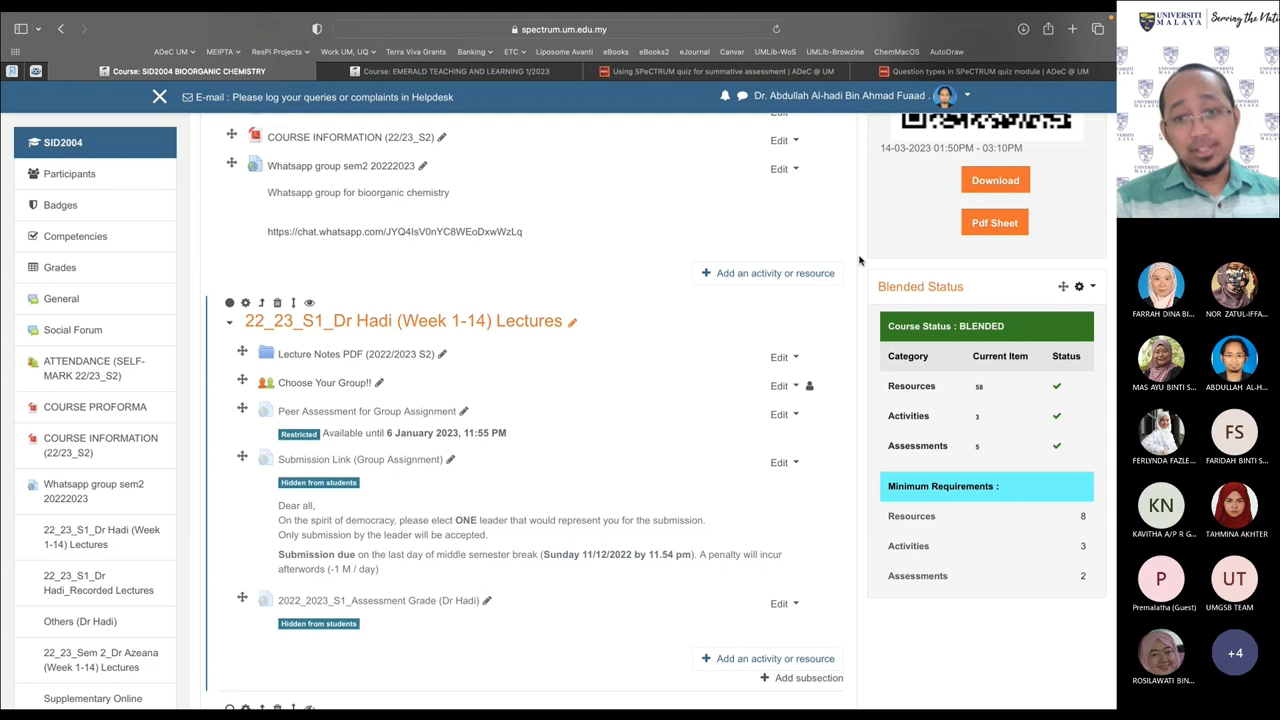 spectrum.um.edu.my
ADeC UM
MEIPTA
ResPi Projects
Work UM, UQ
Terra Viva Grants
Banking
ETC
Liposome Avanti
eBooks
eBooks2
eJournal
Canvar
UMLib-WoS
UMLib-Browzine
ChemMacOS
AutoDraw
Course: SID2004 BIOORGANIC CHEMISTRY
Course: EMERALD TEACHING AND LEARNING 1/2023
Using SPeCTRUM quiz for summative assessment | ADeC @ UM
Question types in SPeCTRUM quiz module | ADeC @ UM
E-mail : Please log your queries or complaints in Helpdesk
Dr. Abdullah Al-hadi Bin Ahmad Fuaad .
SID2004
Participants
Badges
Competencies
Grades
General
Social Forum
ATTENDANCE (SELF-
MARK 22/23_S2)
COURSE PROFORMA
COURSE INFORMATION
(22/23_S2)
Whatsapp group sem2
20222023
22_23_S1_Dr Hadi (Week
1-14) Lectures
22_23_S1_Dr
Hadi_Recorded Lectures
Others (Dr Hadi)
22_23_Sem 2_Dr Azeana
(Week 1-14) Lectures
Supplementary Online
COURSE INFORMATION (22/23_S2)
Edit
Whatsapp group sem2 20222023
Edit
Whatsapp group for bioorganic chemistry
https://chat.whatsapp.com/JYQ4IsV0nYC8WEoDxwWzLq
Add an activity or resource
22_23_S1_Dr Hadi (Week 1-14) Lectures
Lecture Notes PDF (2022/2023 S2)
Edit
Choose Your Group!!
Edit
Peer Assessment for Group Assignment
Edit
Restricted Available until 6 January 2023, 11:55 PM
Submission Link (Group Assignment)
Edit
Hidden from students
Dear all,
On the spirit of democracy, please elect ONE leader that would represent you for the submission.
Only submission by the leader will be accepted.
Submission due on the last day of middle semester break (Sunday 11/12/2022 by 11.54 pm). A penalty will incur
afterwords (-1 M / day)
2022_2023_S1_Assessment Grade (Dr Hadi)
Edit
Hidden from students
Add an activity or resource
Add subsection
14-03-2023 01:50PM - 03:10PM
Download
Pdf Sheet
Blended Status
Course Status : BLENDED
Category Current Item Status
Resources 58
Activities 3
Assessments 5
Minimum Requirements :
Resources 8
Activities 3
Assessments 2
UNIVERSITI
MALAYA
Serving the Nati
FARRAH DINA BI...
NOR ZATUL-IFFA...
MAS AYU BINTI S...
ABDULLAH AL-H...
FS
FERLYNDA FAZLE...
FARIDAH BINTI S...
KN
KAVITHA A/P R G...
TAHMINA AKHTER
P
UT
Premalatha (Guest)
UMGSB TEAM
ROSILAWATI BIN...
+4